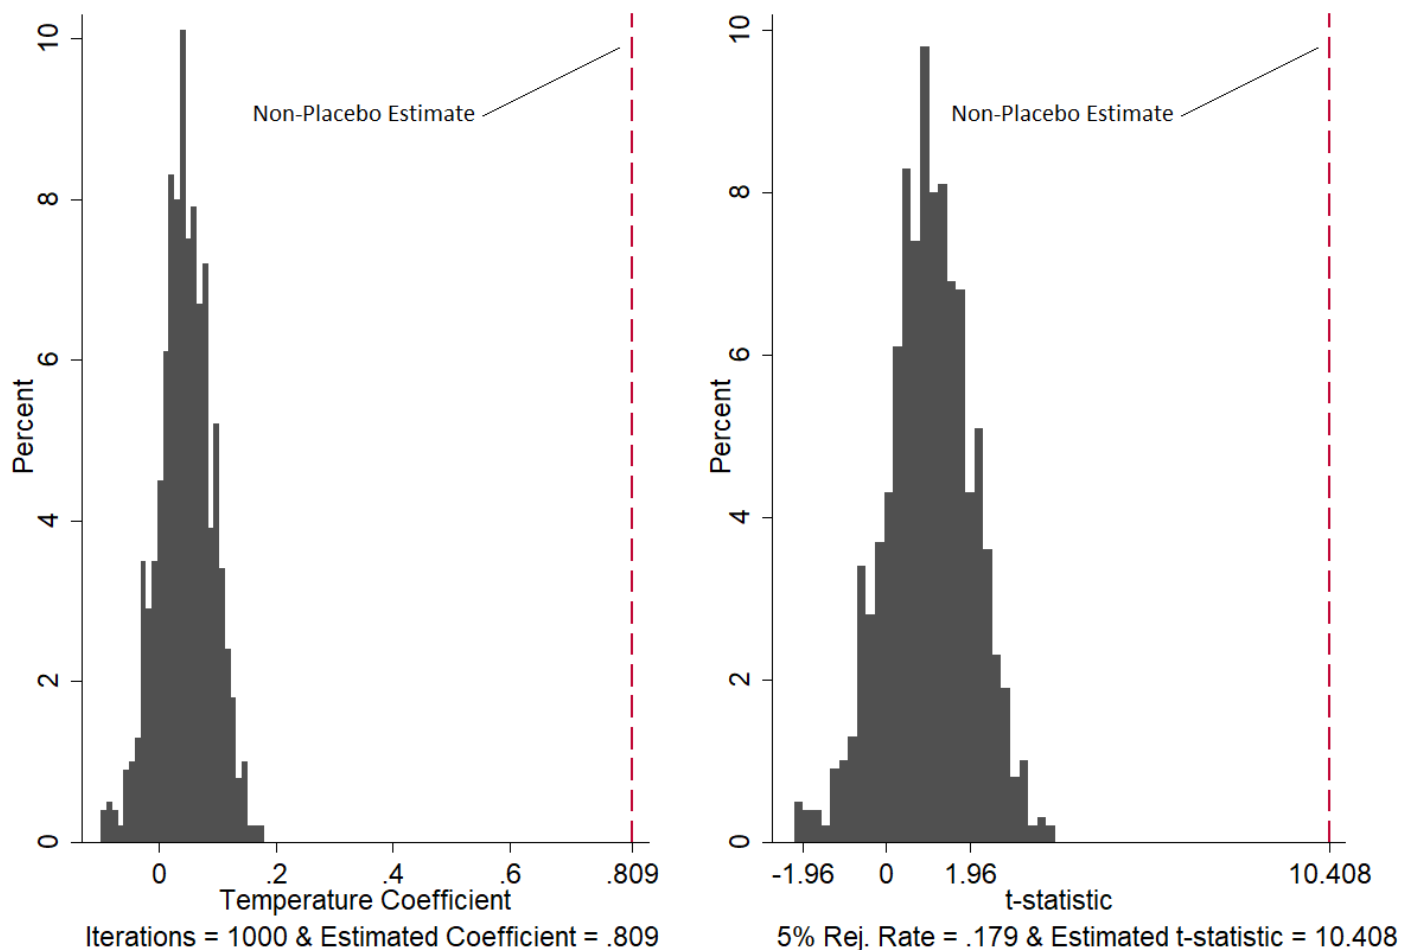 Non-Placebo Estimate
Percent
0
2
4
6
8
10
0 .2 .4 .6 .809
Temperature Coefficient
Iterations = 1000 & Estimated Coefficient = .809
Non-Placebo Estimate
Percent
0
2
4
6
8
10
-1.96 0 1.96 10.408
t-statistic
5% Rej. Rate = .179 & Estimated t-statistic = 10.408